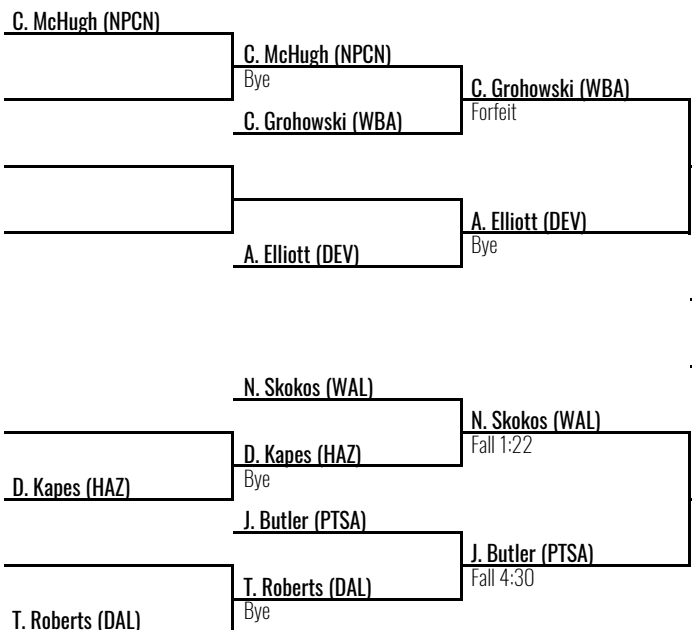 C. McHugh (NPCN)
C. McHugh (NPCN)
Bye
C. Grohowski (WBA)
Forfeit
C. Grohowski (WBA)
A. Elliott (DEV)
Bye
A. Elliott (DEV)
N. Skokos (WAL)
N. Skokos (WAL)
Fall 1:22
D. Kapes (HAZ)
Bye
D. Kapes (HAZ)
J. Butler (PTSA)
J. Butler (PTSA)
Fall 4:30
T. Roberts (DAL)
Bye
T. Roberts (DAL)